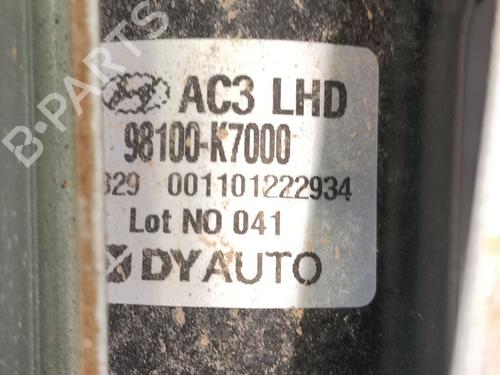 AC3 LHD
98100-K7000
329 001101222934
Lot NO 041
DYAUTO
B-PARTS